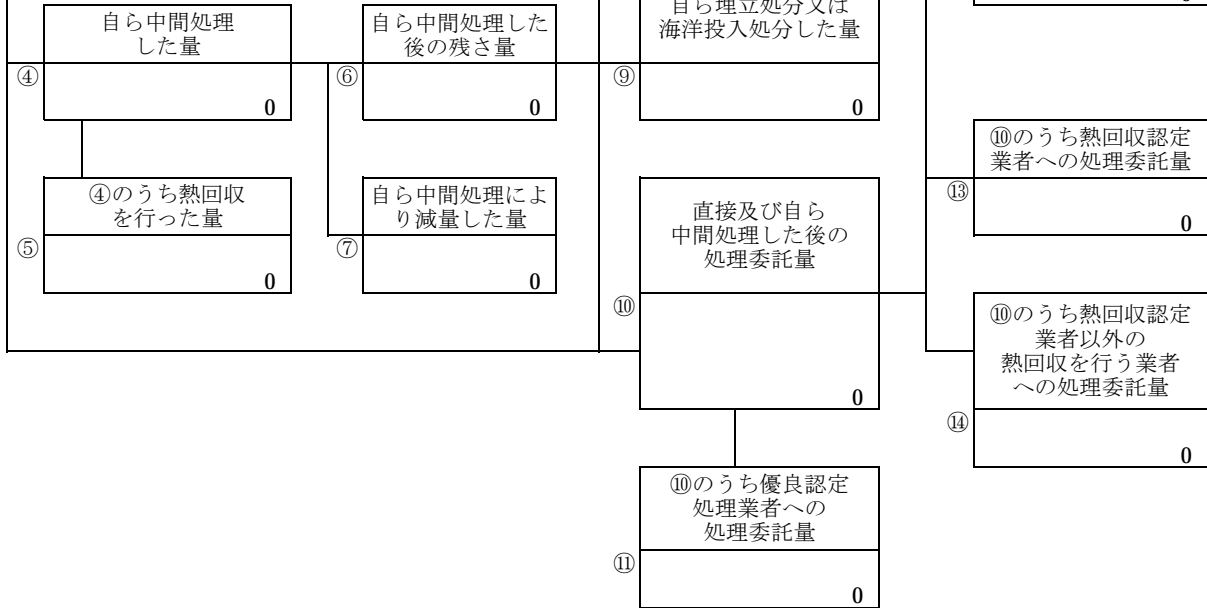 自ら中間処理
した量
④
0
自ら中間処理した
後の残さ量
⑥
0
自ら埋立処分又は
海洋投入処分した量
⑨
0
④のうち熱回収
を行った量
⑤
0
自ら中間処理によ
り減量した量
⑦
0
直接及び自ら
中間処理した後の
処理委託量
⑩
0
⑩のうち優良認定
処理業者への
処理委託量
⑪
0
⑩のうち熱回収認定
業者への処理委託量
⑬
0
⑩のうち熱回収認定
業者以外の
熱回収を行う業者
への処理委託量
⑭
0